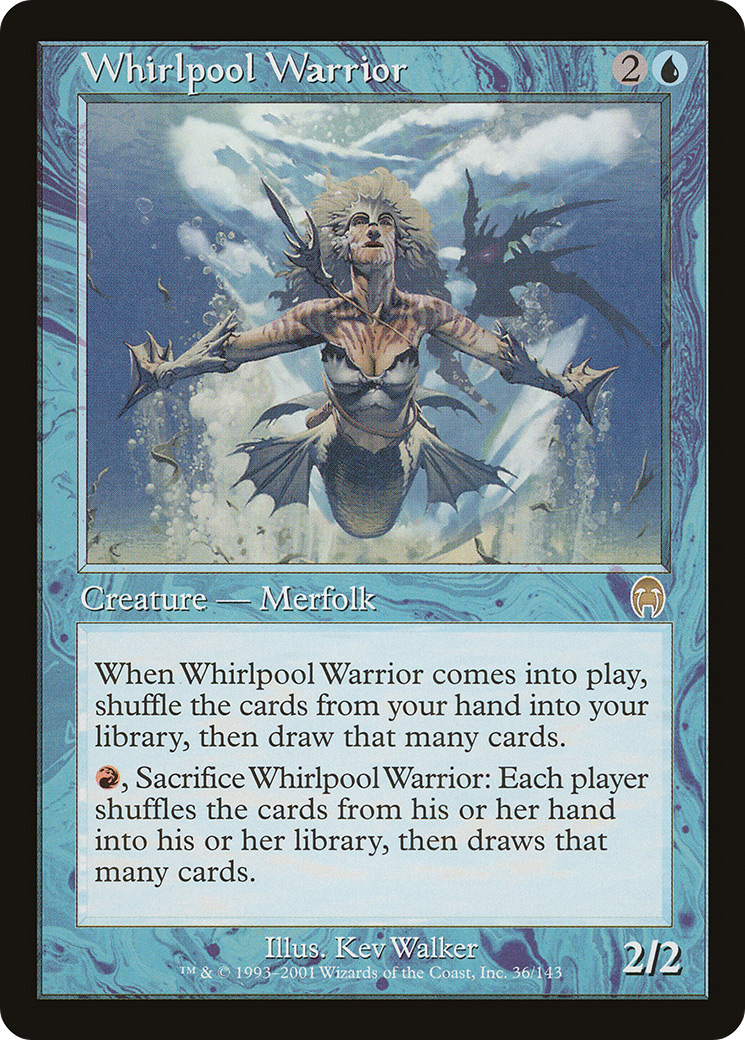 Whirlpool Warrior 2
Creature — Merfolk
When Whirlpool Warrior comes into play,
shuffle the cards from your hand into your
library, then draw that many cards.
, Sacrifice Whirlpool Warrior: Each player
shuffles the cards from his or her hand
into his or her library, then draws that
many cards.
Illus. Kev Walker
2/2
™ & © 1993–2001 Wizards of the Coast, Inc. 36/143